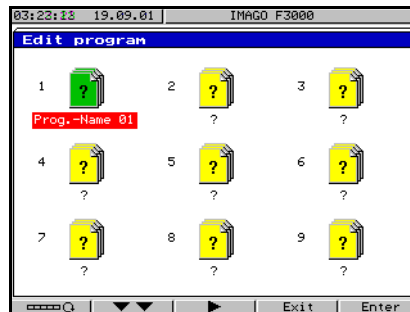 03:23:23 19.09.01 IMAGO F3000
Edit program
1 ? 2 ? 3 ?
Prog.-Name 01 ? ?
4 ? 5 ? 6 ?
? ? ?
7 ? 8 ? 9 ?
? ? ?
Exit Enter